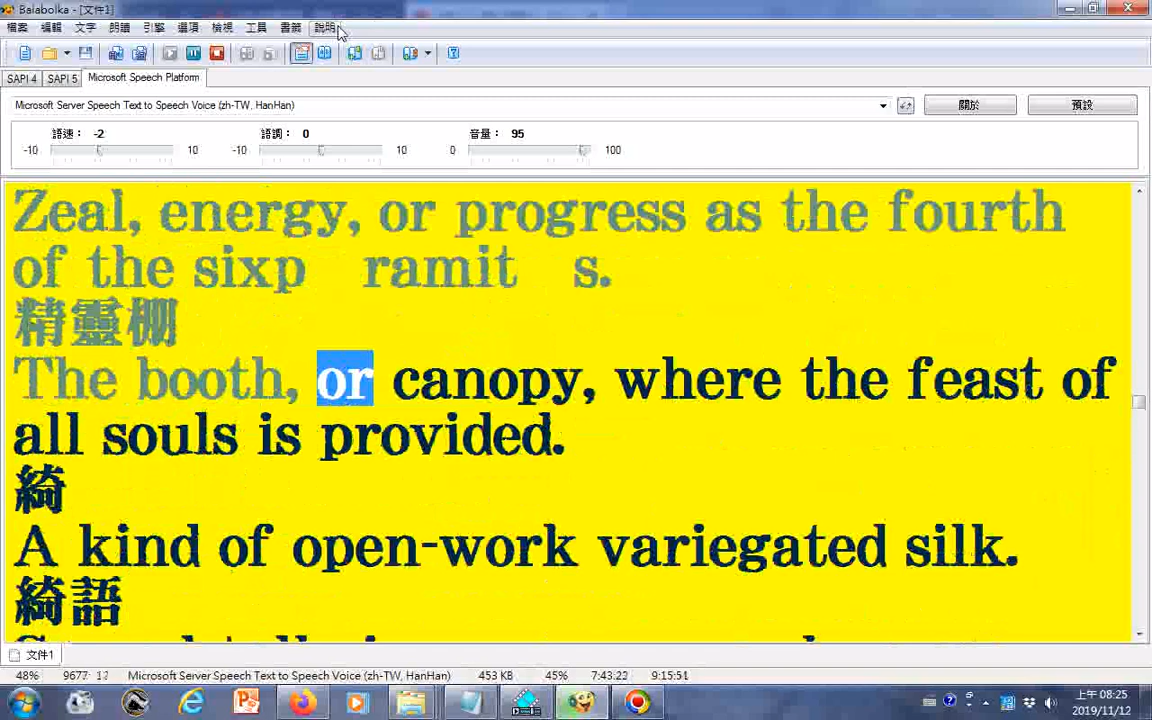 Balabolka - [文件1]
檔案 編輯 文字 朗讀 引擎 選項 檢視 工具 書籤 說明
SAPI 4 SAPI 5 Microsoft Speech Platform
Microsoft Server Speech Text to Speech Voice (zh-TW, HanHan)
關於 預設
語速： -2 語調： 0 音量： 95
-10 10 -10 10 0 100
Zeal, energy, or progress as the fourth
of the sixp ramit s.
精靈棚
The booth, or canopy, where the feast of
all souls is provided.
綺
A kind of open-work variegated silk.
綺語
文件1
48% Microsoft Server Speech Text to Speech Voice (zh-TW, HanHan) 453 KB 45% 7:43:22 9:15:51
上午 08:25
2019/11/12